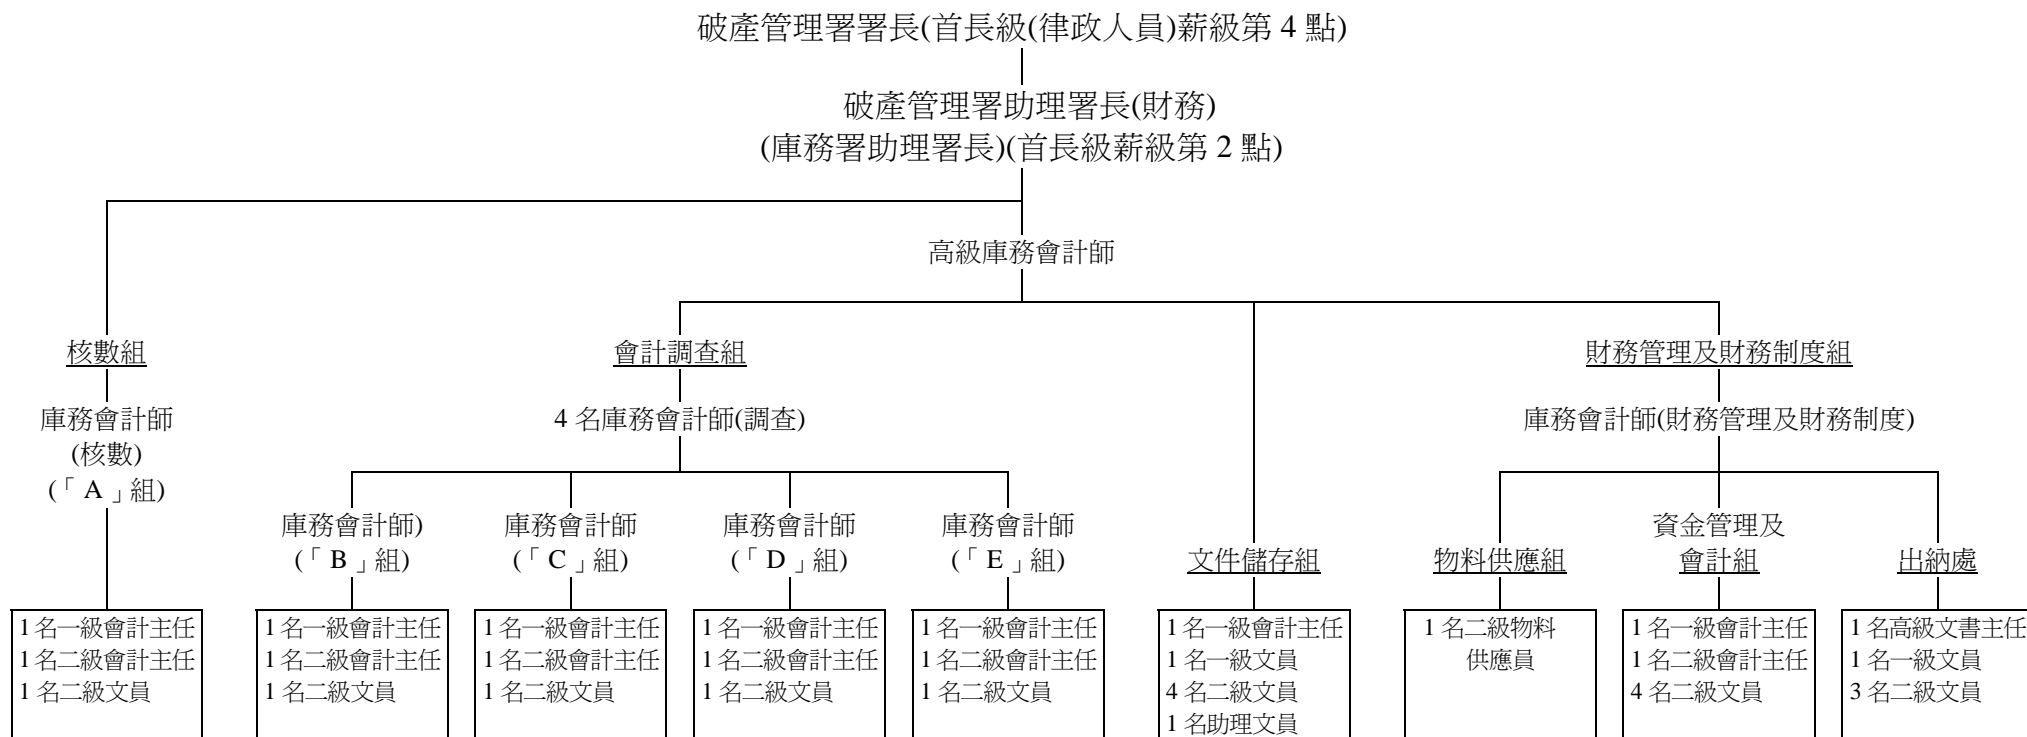 破產管理署署長(首長級(律政人員)薪級第 4 點)
破產管理署助理署長(財務)
(庫務署助理署長)(首長級薪級第 2 點)
高級庫務會計師
核數組
庫務會計師
(核數)
(「 A 」組)
1 名一級會計主任
1 名二級會計主任
1 名二級文員
會計調查組
4 名庫務會計師(調查)
庫務會計師)
(「 B 」組)
1 名一級會計主任
1 名二級會計主任
1 名二級文員
庫務會計師
(「 C 」組)
1 名一級會計主任
1 名二級會計主任
1 名二級文員
庫務會計師
(「 D 」組)
1 名一級會計主任
1 名二級會計主任
1 名二級文員
庫務會計師
(「 E 」組)
1 名一級會計主任
1 名二級會計主任
1 名二級文員
文件儲存組
1 名一級會計主任
1 名一級文員
4 名二級文員
1 名助理文員
財務管理及財務制度組
庫務會計師(財務管理及財務制度)
物料供應組
1 名二級物料
供應員
資金管理及
會計組
1 名一級會計主任
1 名二級會計主任
4 名二級文員
出納處
1 名高級文書主任
1 名一級文員
3 名二級文員